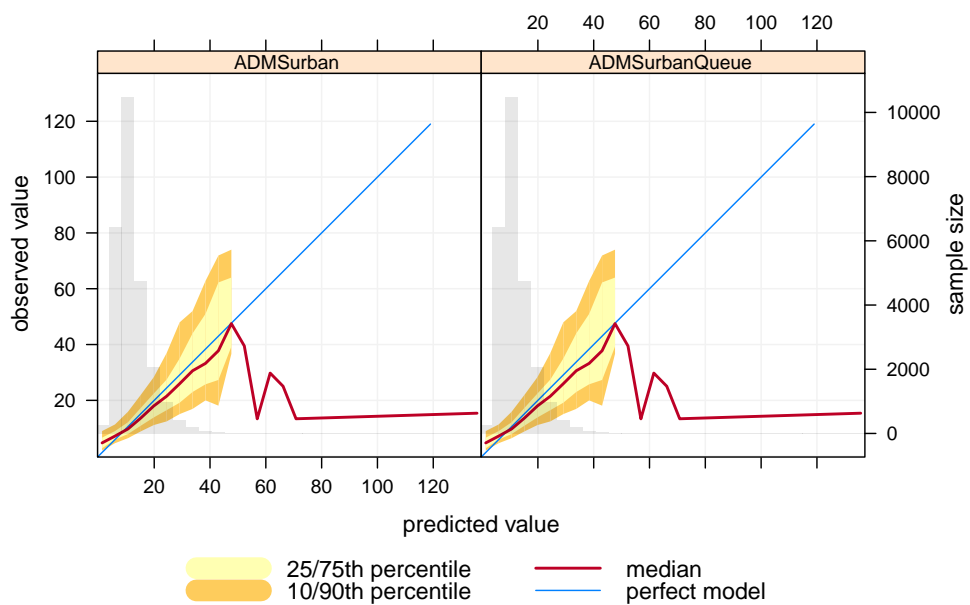 20 40 60 80 100 120
ADMSurban ADMSurbanQueue
120
100
80
60
40
20
observed value
10000
8000
6000
4000
2000
0
sample size
20 40 60 80 100 120
predicted value
25/75th percentile
10/90th percentile
median
perfect model